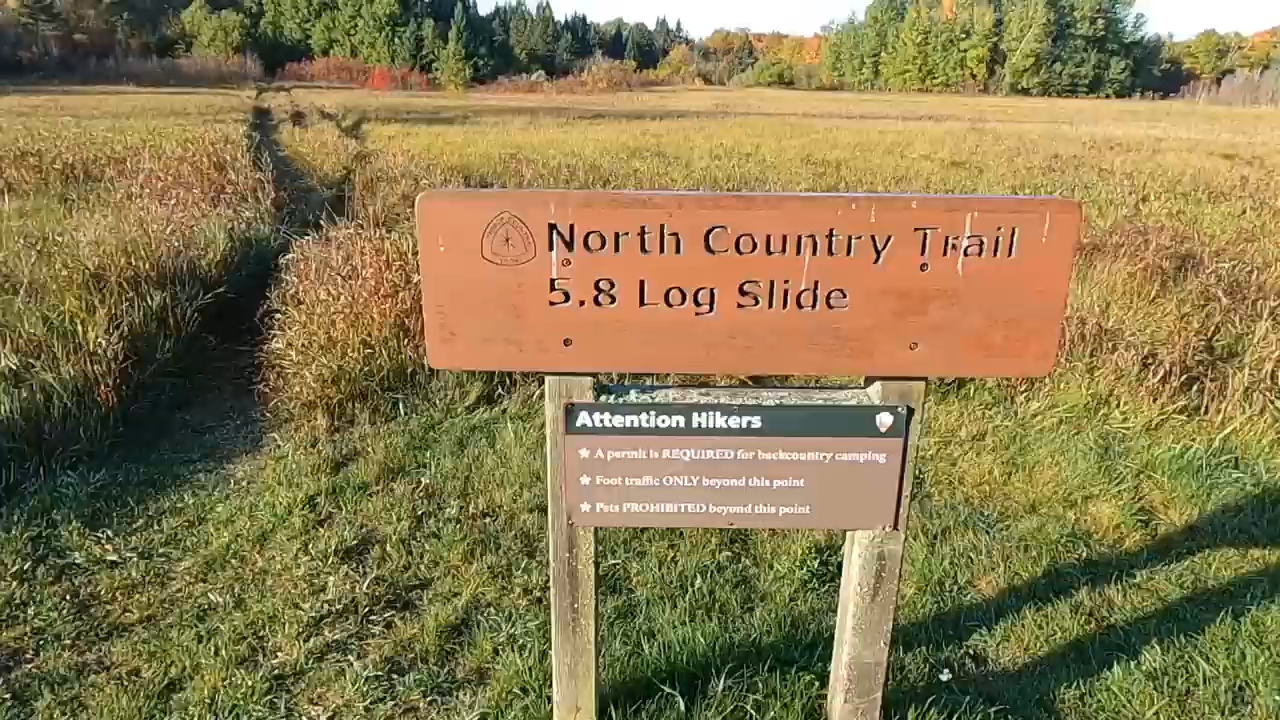 North Country Trail
5.8 Log Slide
Attention Hikers
A permit is REQUIRED for backcountry camping
Foot traffic ONLY beyond this point
Pets PROHIBITED beyond this point